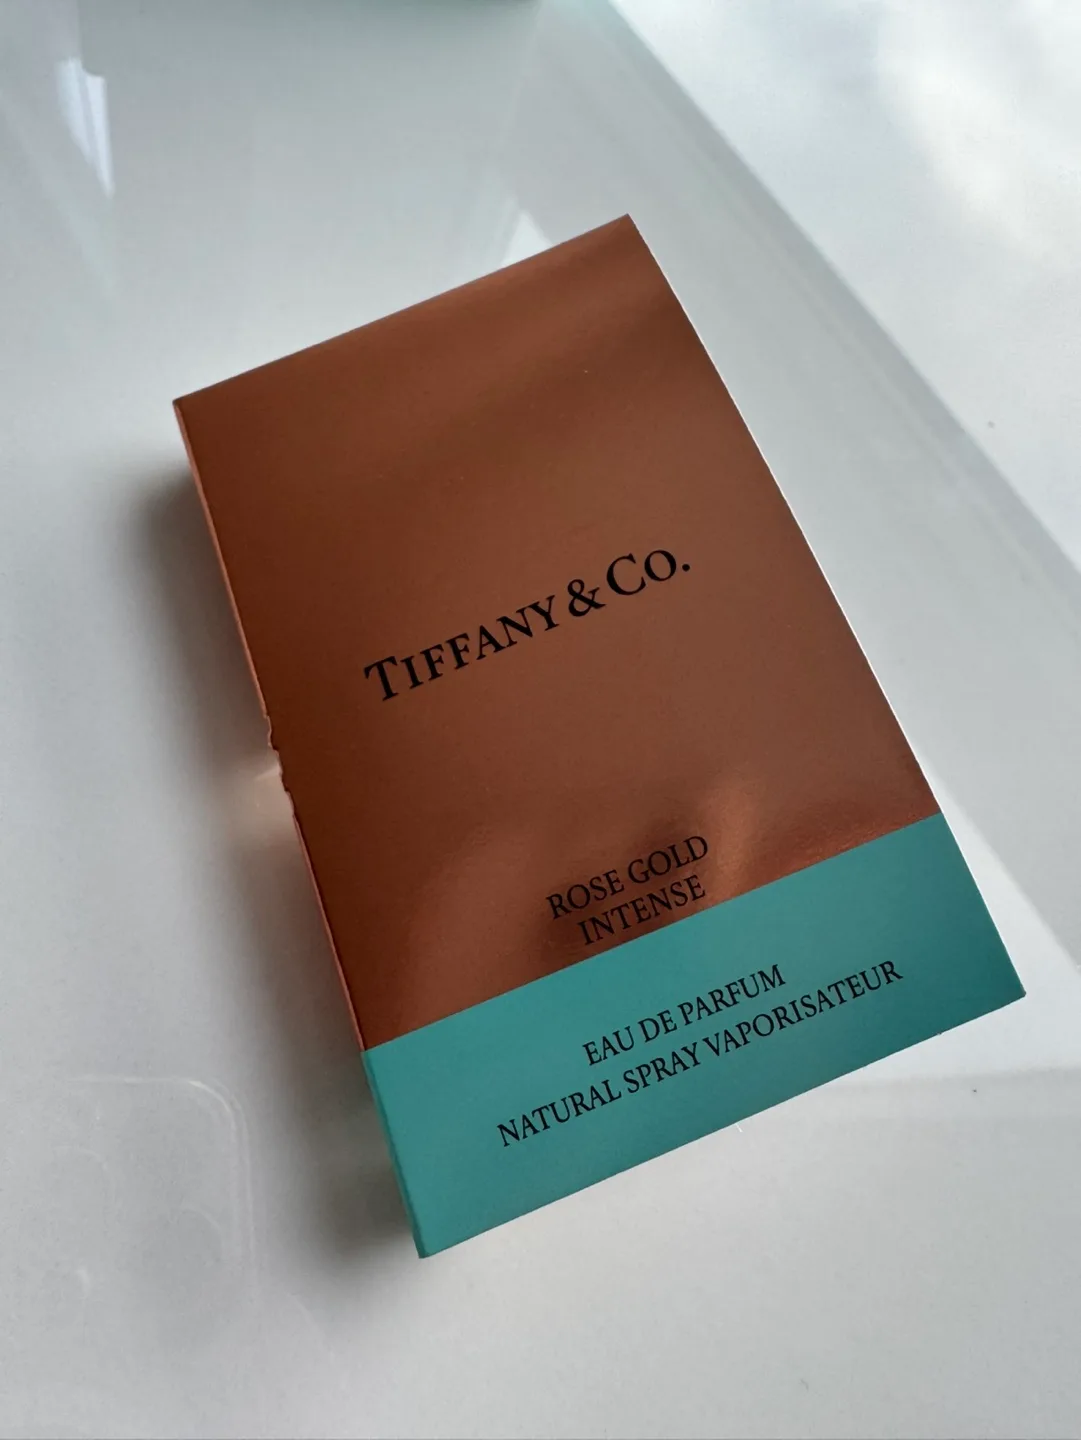 TIFFANY & CO.
ROSE GOLD
INTENSE
EAU DE PARFUM
NATURAL SPRAY VAPORISATEUR